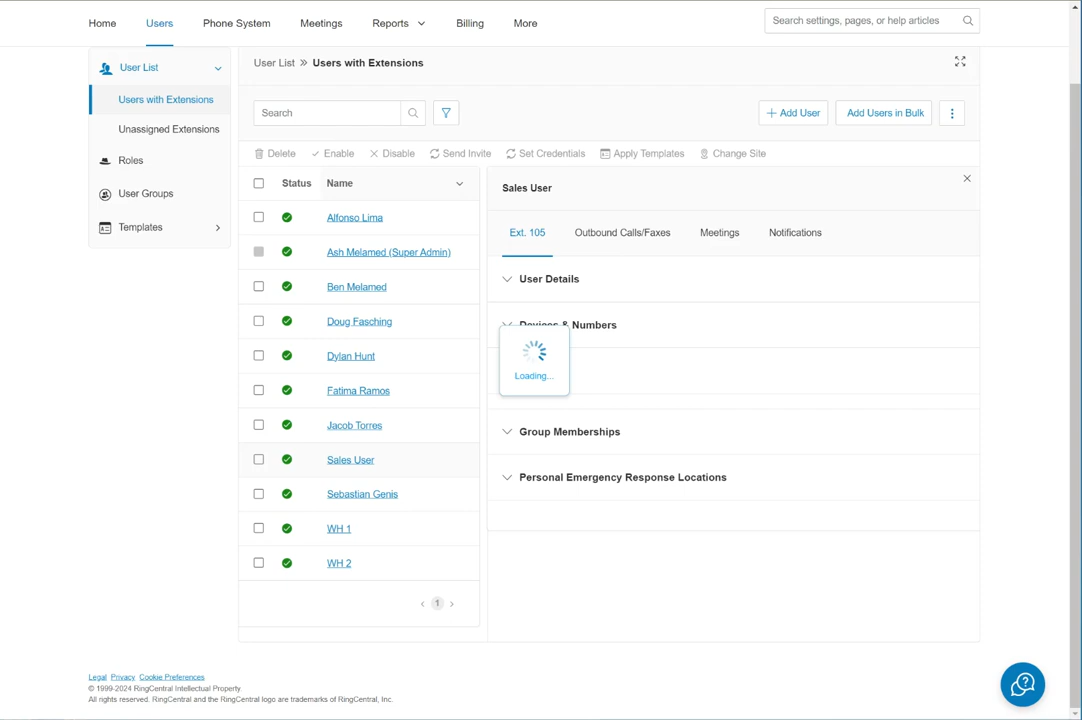 Home Users Phone System Meetings Reports Billing More
Search settings, pages, or help articles
User List
Users with Extensions
Unassigned Extensions
Roles
User Groups
Templates
User List » Users with Extensions
Search
+ Add User
Add Users in Bulk
Delete Enable Disable Send Invite Set Credentials Apply Templates Change Site
Status Name
Alfonso Lima
Ash Melamed (Super Admin)
Ben Melamed
Doug Fasching
Dylan Hunt
Fatima Ramos
Jacob Torres
Sales User
Sebastian Genis
WH 1
WH 2
‹ 1 ›
Sales User
Ext. 105 Outbound Calls/Faxes Meetings Notifications
User Details
Devices & Numbers
Loading...
Group Memberships
Personal Emergency Response Locations
Legal Privacy Cookie Preferences
© 1999-2024 RingCentral Intellectual Property
All rights reserved. RingCentral and the RingCentral logo are trademarks of RingCentral, Inc.